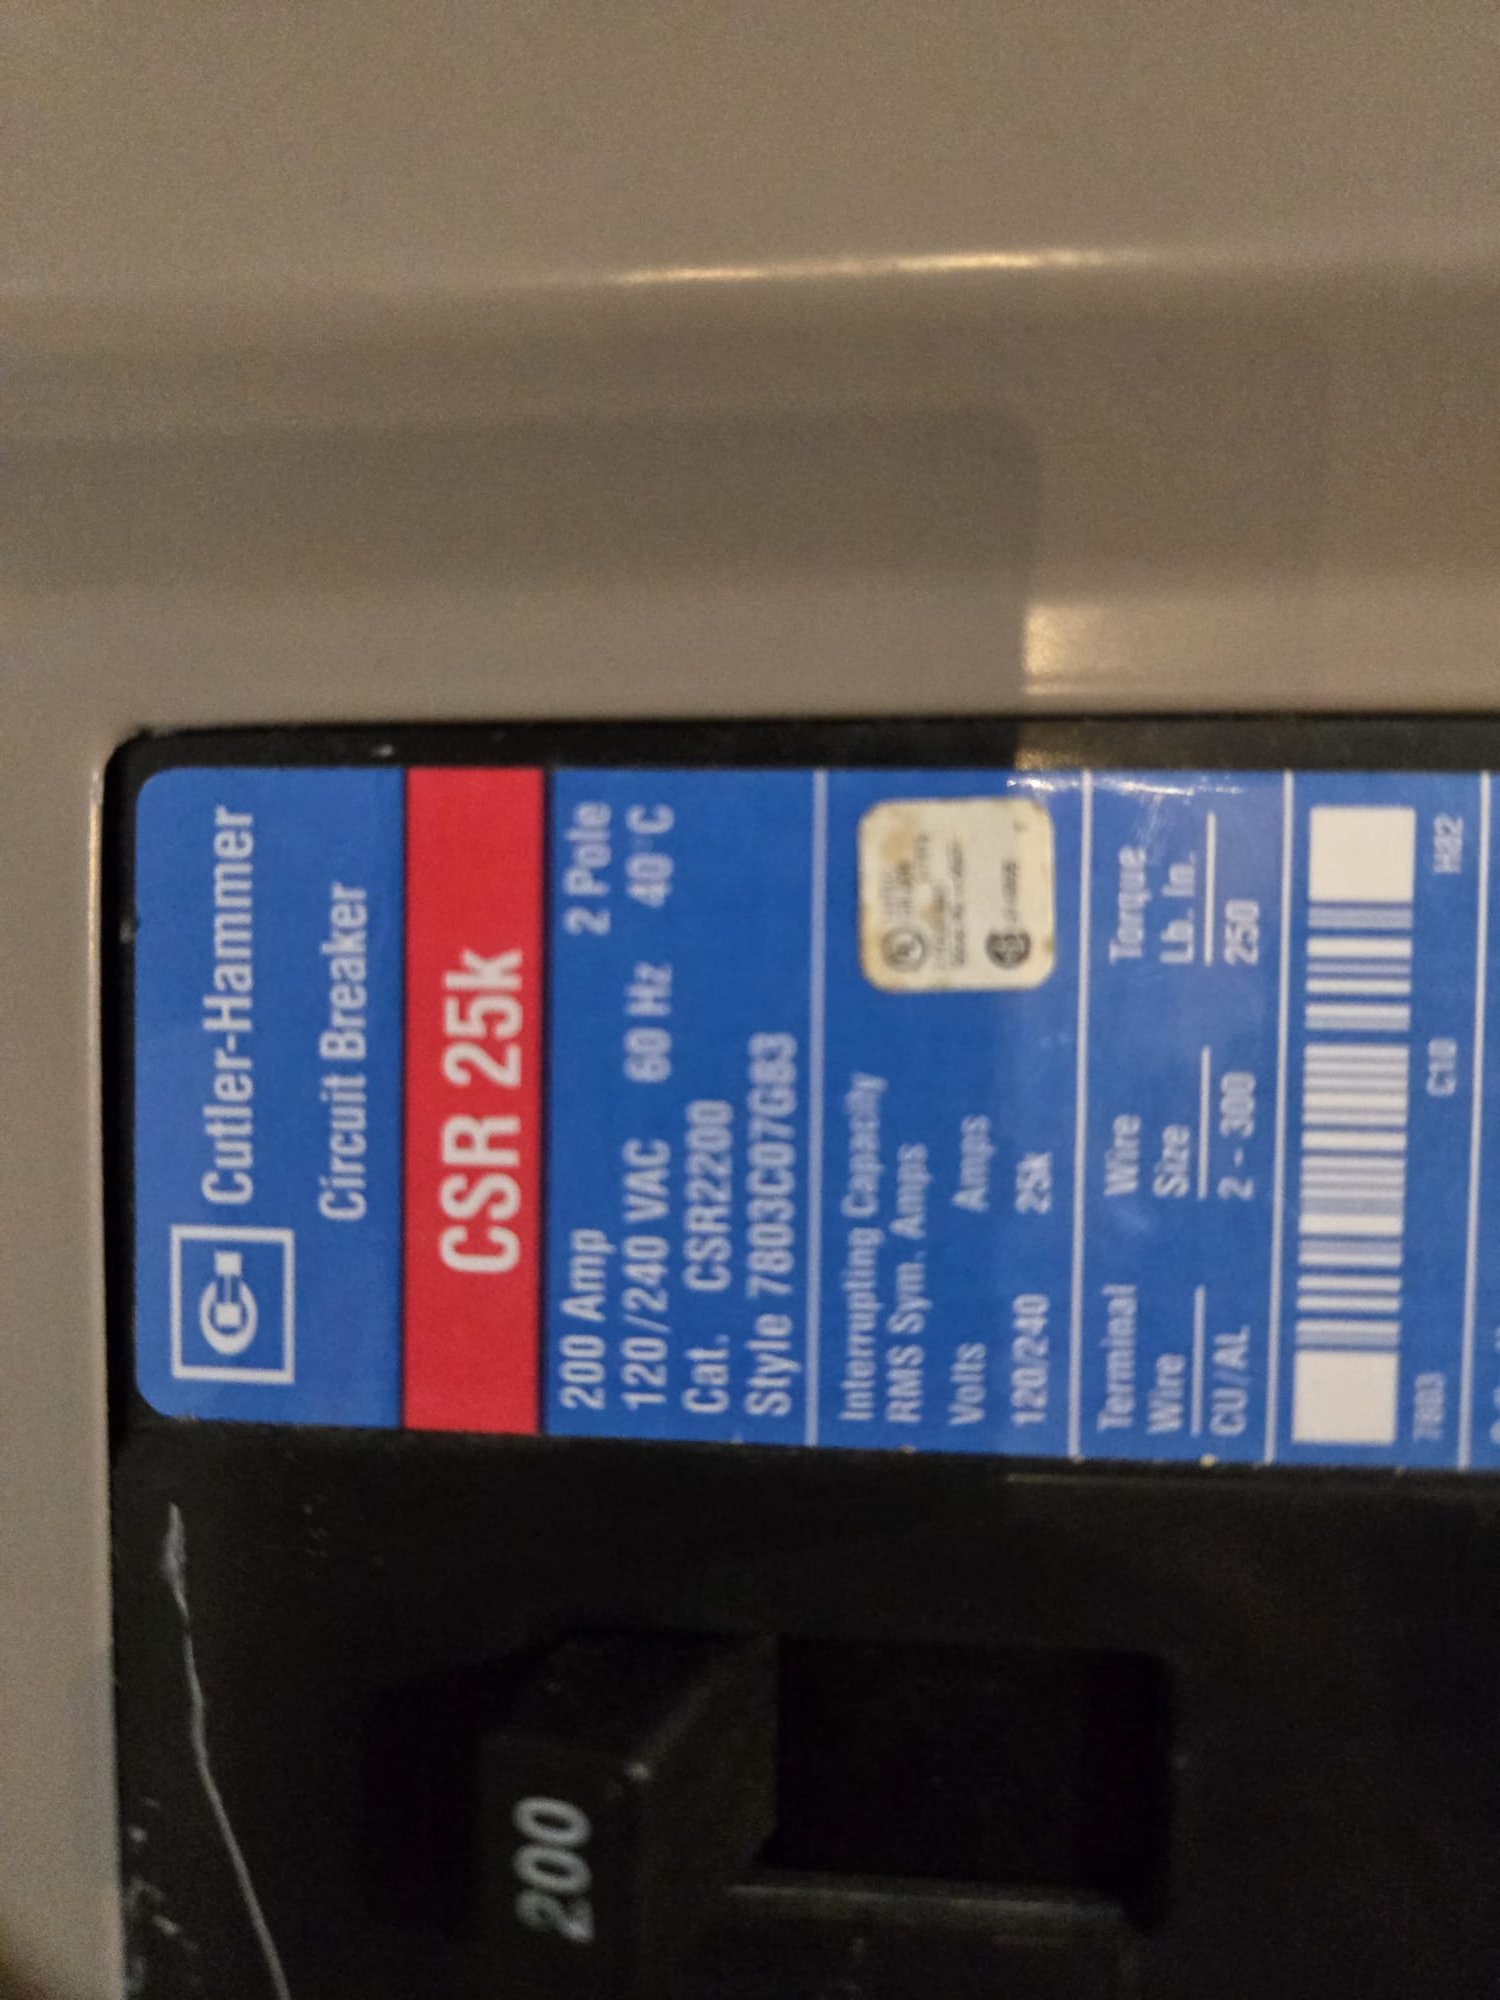 Cutler-Hammer
Circuit Breaker
CSR 25k
200 Amp 2 Pole
120/240 VAC 60 Hz 40°C
Cat. CSR2200
Style 7803C07G83
Interrupting Capacity
RMS Sym. Amps
Volts Amps
120/240 25k
Terminal Wire Torque
Wire Size Lb. In.
CU/AL 2 - 300 250
7803 C10 H02
200